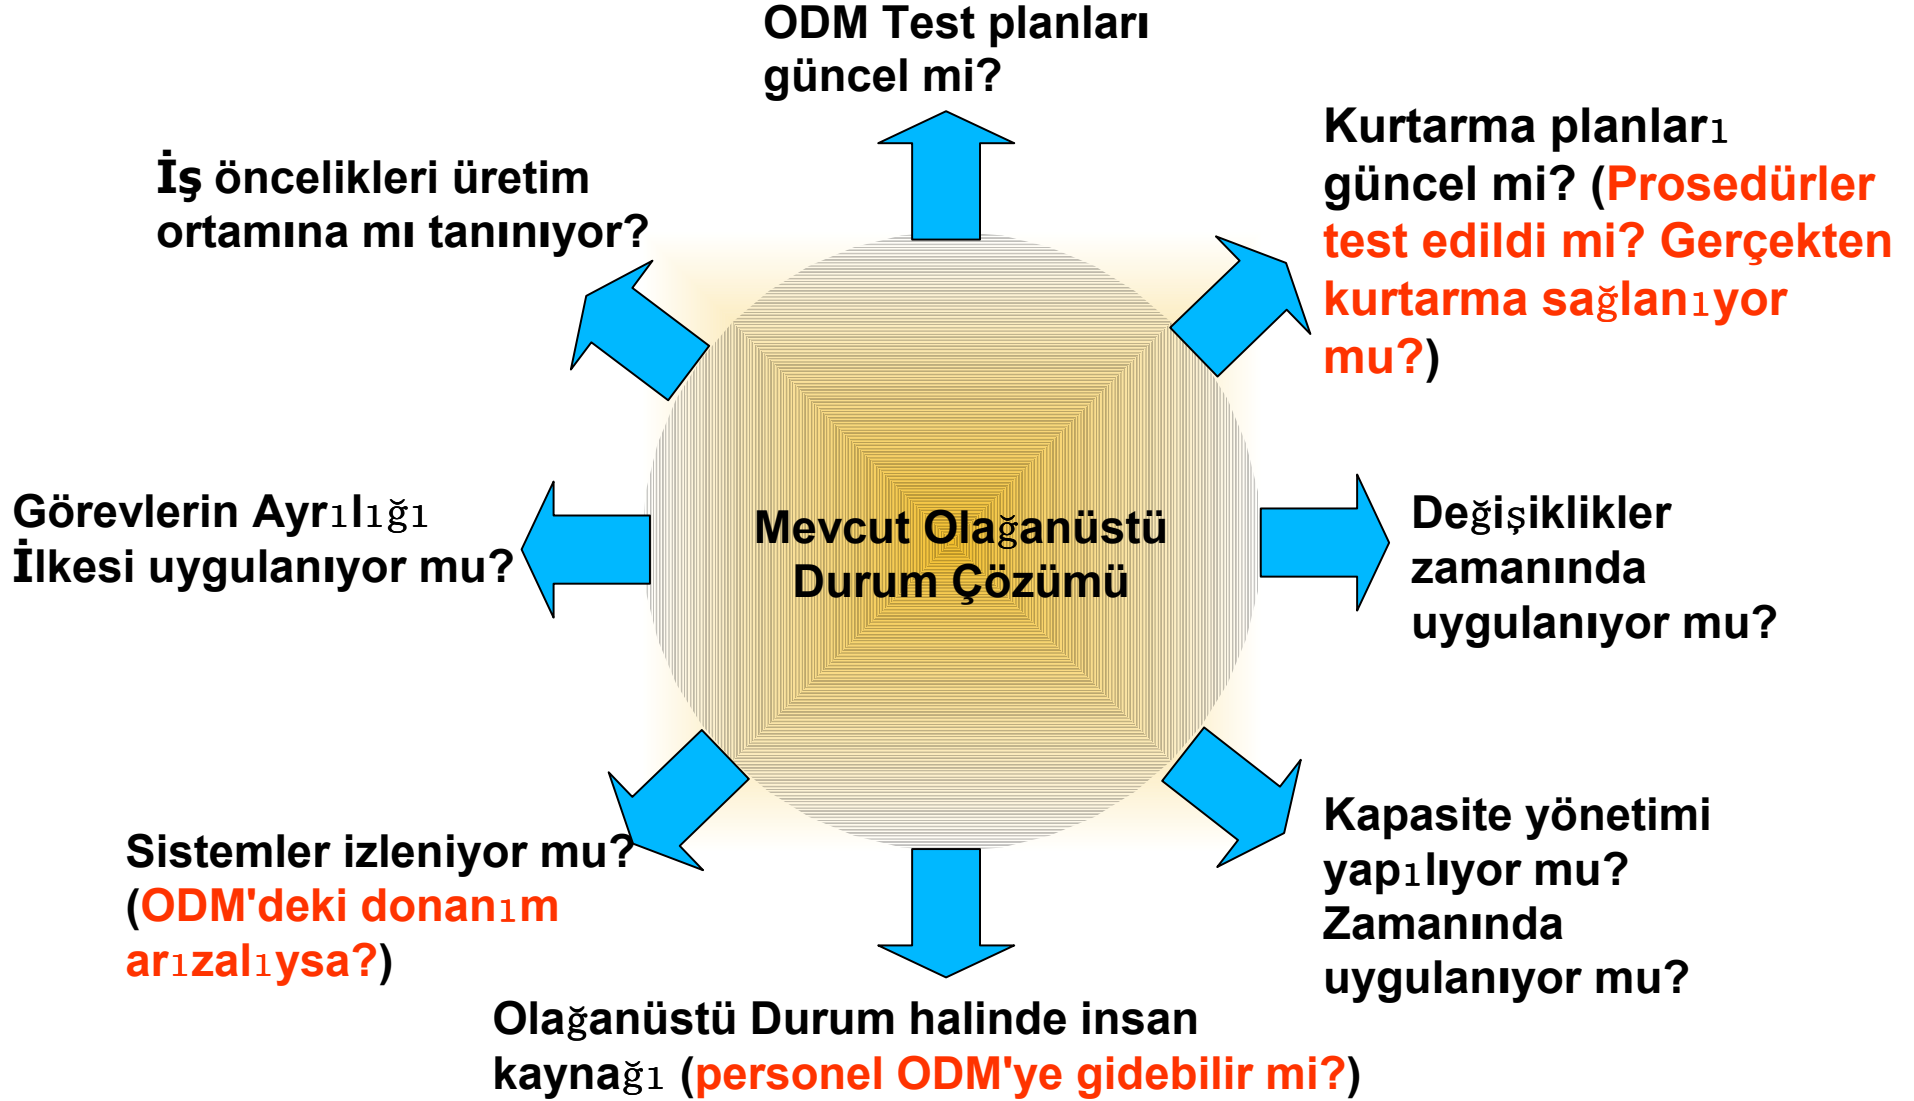 ODM Test planları
güncel mi?
Kurtarma planları
güncel mi? (Prosedürler
test edildi mi? Gerçekten
kurtarma sağlanıyor
mu?)
İş öncelikleri üretim
ortamına mı tanınıyor?
Görevlerin Ayrılığı
İlkesi uygulanıyor mu?
Mevcut Olağanüstü
Durum Çözümü
Değişiklikler
zamanında
uygulanıyor mu?
Sistemler izleniyor mu?
(ODM'deki donanım
arızalıysa?)
Kapasite yönetimi
yapılıyor mu?
Zamanında
uygulanıyor mu?
Olağanüstü Durum halinde insan
kaynağı (personel ODM'ye gidebilir mi?)